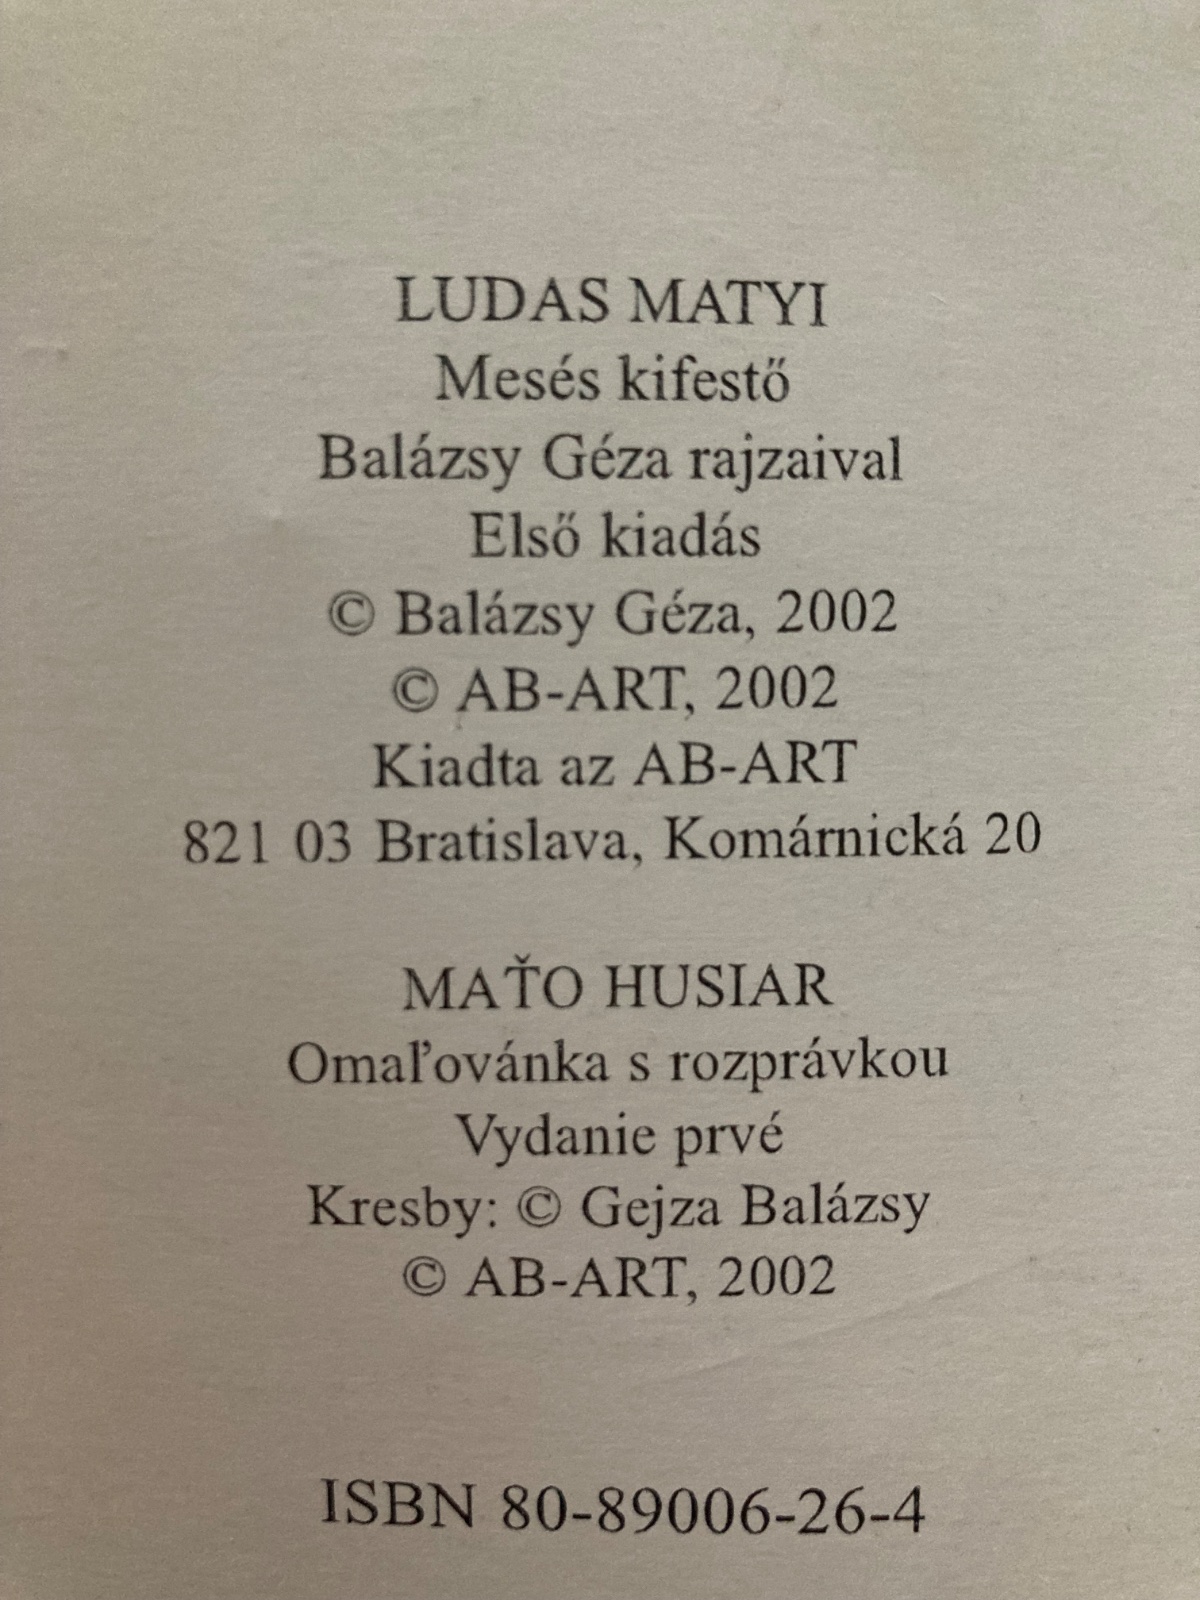 LUDAS MATYI
Mesés kifestő
Balázsy Géza rajzaival
Első kiadás
© Balázsy Géza, 2002
© AB-ART, 2002
Kiadta az AB-ART
821 03 Bratislava, Komárnická 20
MAŤO HUSIAR
Omaľovánka s rozprávkou
Vydanie prvé
Kresby: © Gejza Balázsy
© AB-ART, 2002
ISBN 80-89006-26-4